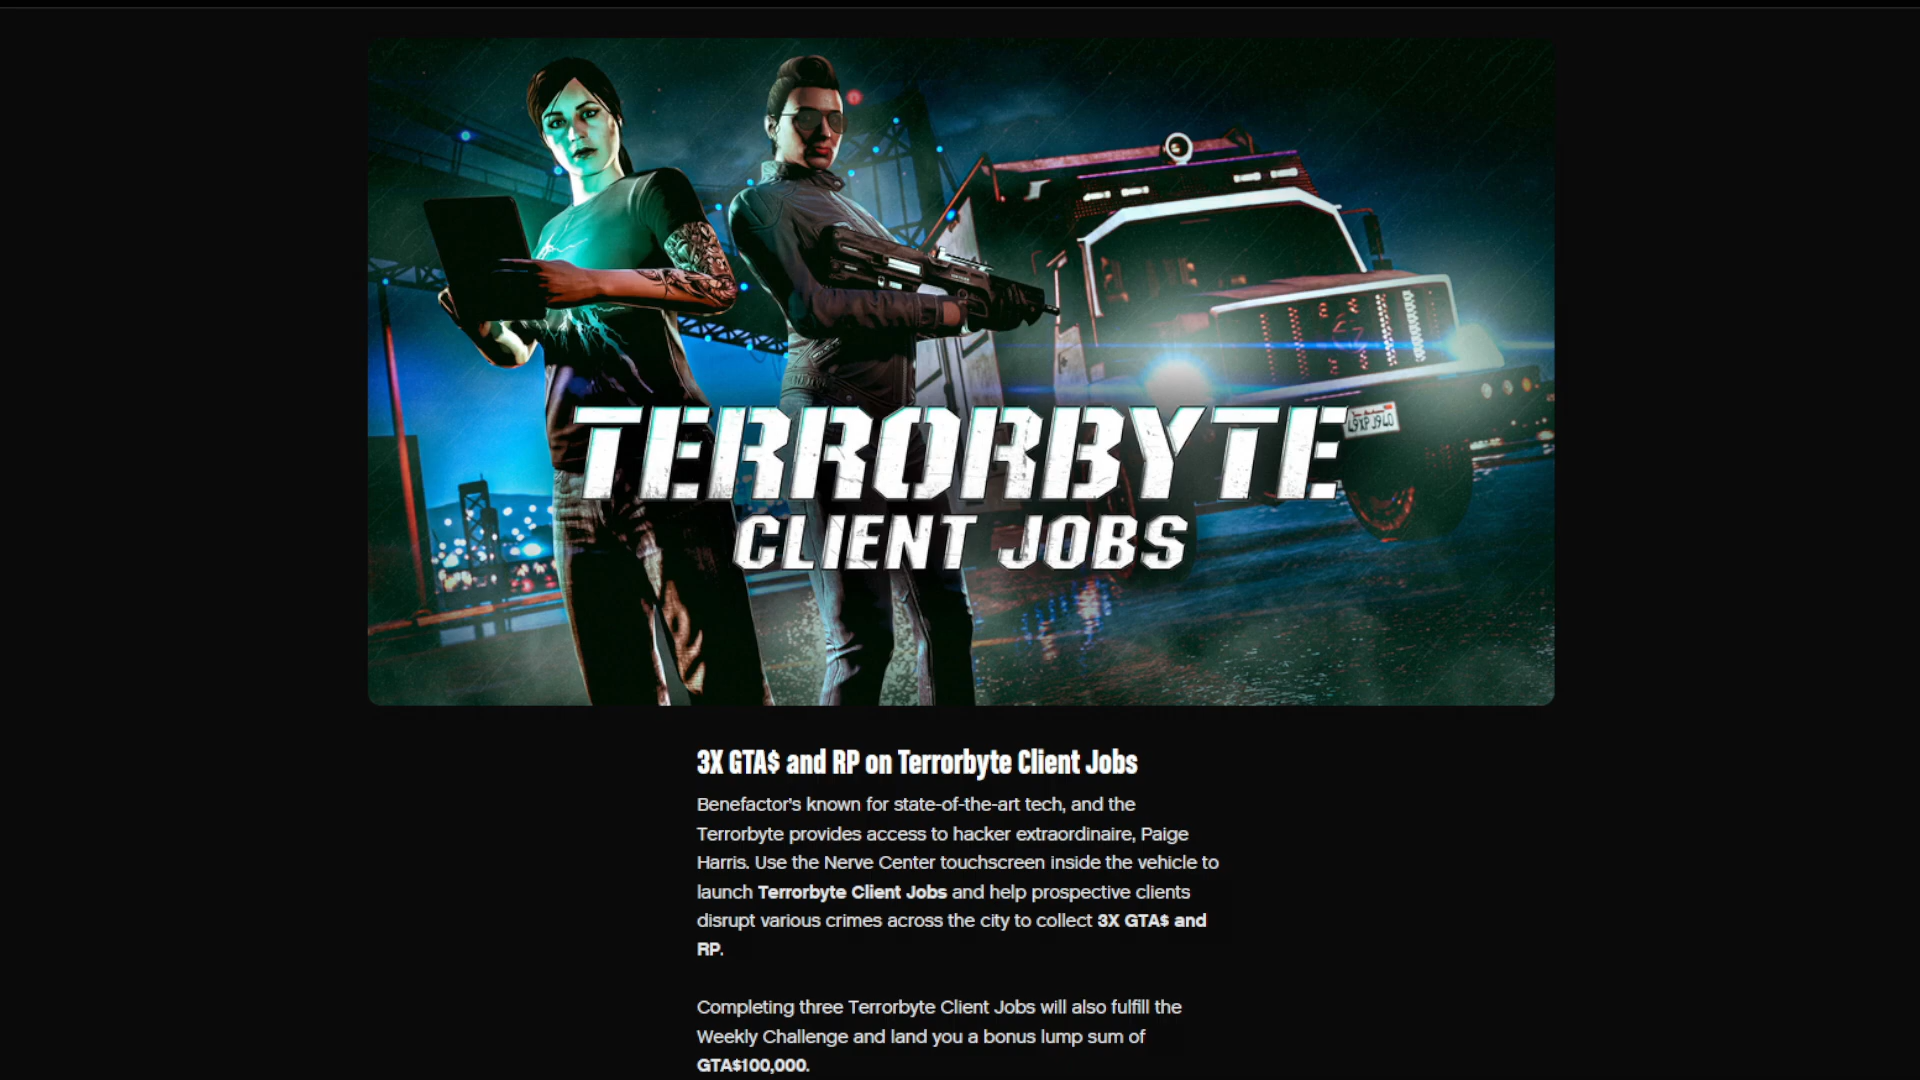 TERRORBYTE
CLIENT JOBS
3X GTA$ and RP on Terrorbyte Client Jobs
Benefactor's known for state-of-the-art tech, and the
Terrorbyte provides access to hacker extraordinaire, Paige
Harris. Use the Nerve Center touchscreen inside the vehicle to
launch Terrorbyte Client Jobs and help prospective clients
disrupt various crimes across the city to collect 3X GTA$ and
RP.
Completing three Terrorbyte Client Jobs will also fulfill the
Weekly Challenge and land you a bonus lump sum of
GTA$100,000.